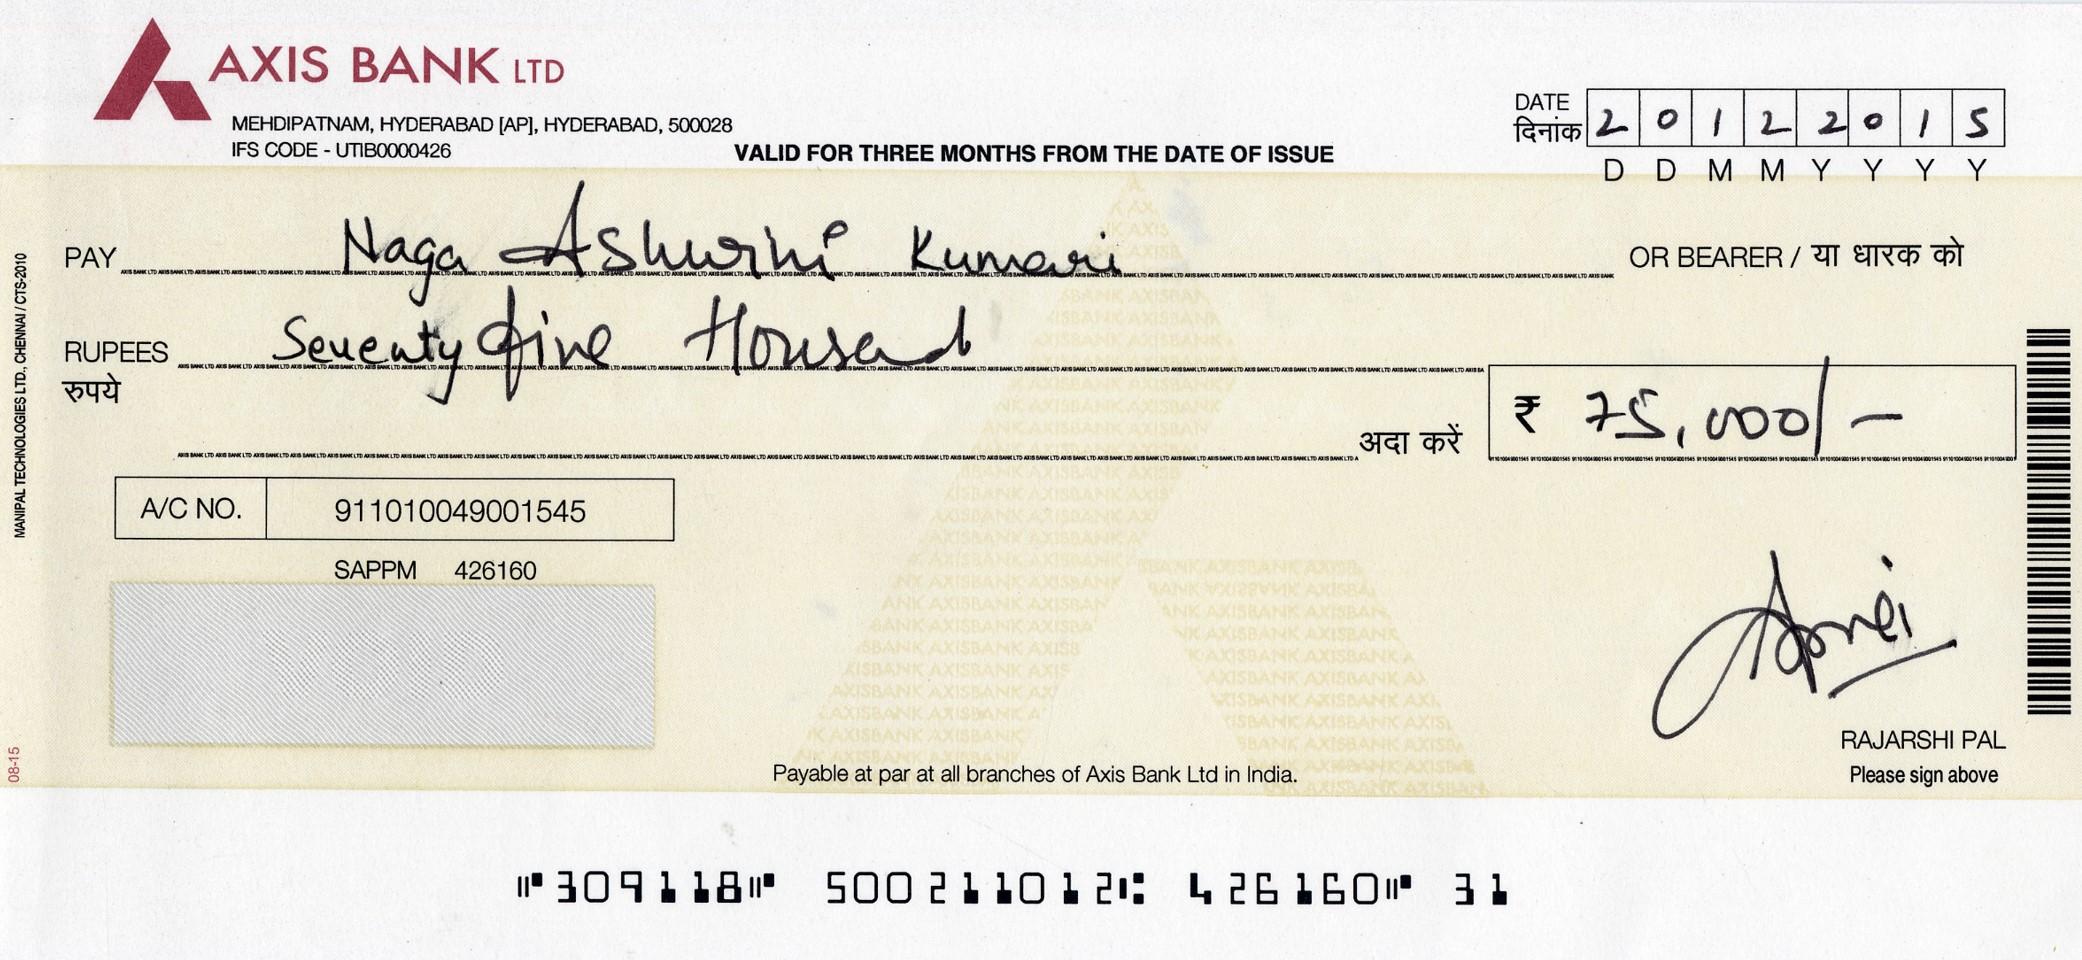 AXIS BANK LTD
MEHDIPATNAM, HYDERABAD [AP], HYDERABAD, 500028
IFS CODE - UTIB0000426
VALID FOR THREE MONTHS FROM THE DATE OF ISSUE
DATE
दिनांक 2 0 1 2 2 0 1 5
D D M M Y Y Y Y
PAY Naga Ashwini Kumari OR BEARER / या धारक को
RUPEES Seventy five Housand
रुपये
अदा करें ₹ 75,000/-
A/C NO. 911010049001545
SAPPM 426160
RAJARSHI PAL
Please sign above
Payable at par at all branches of Axis Bank Ltd in India.
MANIPAL TECHNOLOGIES LTD., CHENNAI / CTS-2010
08-15
⑈309118⑈ 500211012⑆ 426160⑈ 31